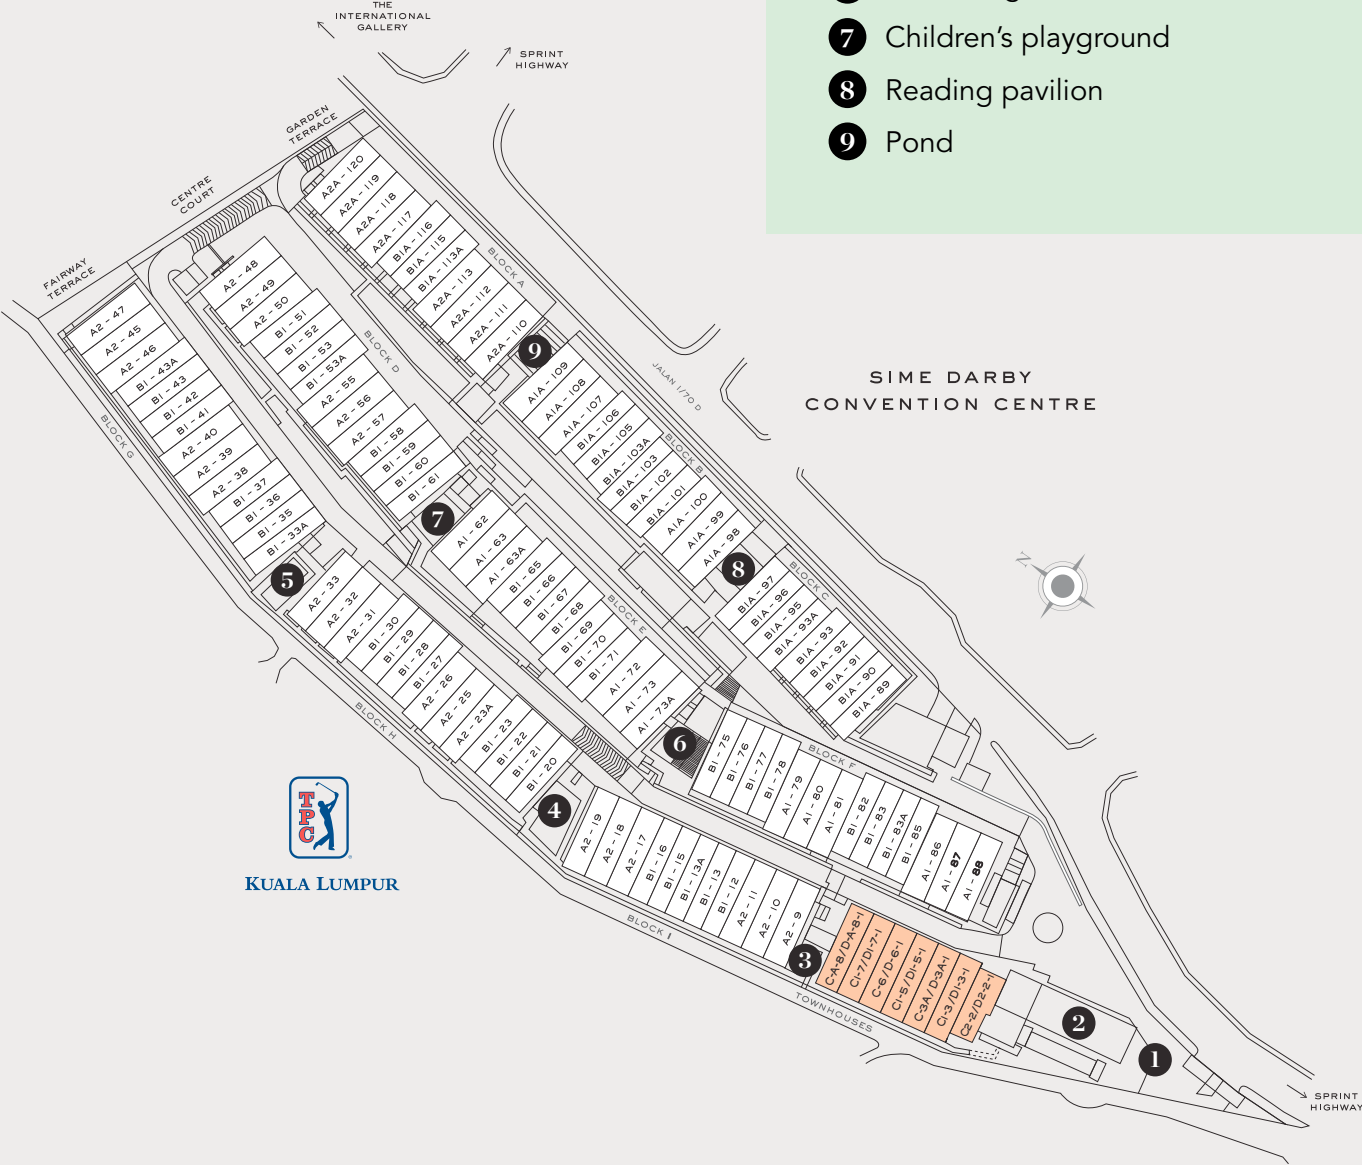 THE
INTERNATIONAL
GALLERY
SPRINT
HIGHWAY
7 Children's playground
8 Reading pavilion
9 Pond
GARDEN
TERRACE
CENTRE
COURT
FAIRWAY
TERRACE
A2A - 120
A2A - 119
A2A - 118
A2A - 117
B1A - 116
B1A - 115
B1A - 113A
A2A - 113
A2A - 112
A2A - 111
A2A - 110
BLOCK A
9
A1A - 109
A1A - 108
A1A - 107
B1A - 106
B1A - 105
B1A - 103A
B1A - 103
B1A - 102
B1A - 101
A1A - 100
A1A - 99
A1A - 98
BLOCK B
JALAN 1/70 D
8
B1A - 97
B1A - 96
B1A - 95
B1A - 93A
B1A - 93
B1A - 92
B1A - 91
B1A - 90
B1A - 89
BLOCK C
SIME DARBY
CONVENTION CENTRE
N
A2 - 48
A2 - 49
A2 - 50
B1 - 51
B1 - 52
B1 - 53
B1 - 53A
A2 - 55
A2 - 56
A2 - 57
B1 - 58
B1 - 59
B1 - 60
B1 - 61
BLOCK D
7
A1 - 62
A1 - 63
A1 - 63A
B1 - 65
B1 - 66
B1 - 67
B1 - 68
B1 - 69
B1 - 70
B1 - 71
A1 - 72
A1 - 73
A1 - 73A
BLOCK E
6
B1 - 75
B1 - 76
B1 - 77
B1 - 78
A1 - 79
A1 - 80
A1 - 81
B1 - 82
B1 - 83
B1 - 83A
B1 - 85
A1 - 86
A1 - 87
A1 - 88
BLOCK F
A2 - 47
A2 - 45
A2 - 46
B1 - 43A
B1 - 43
B1 - 42
B1 - 41
A2 - 40
A2 - 39
A2 - 38
B1 - 37
B1 - 36
B1 - 35
B1 - 33A
BLOCK G
5
A2 - 33
A2 - 32
A2 - 31
B1 - 30
B1 - 29
B1 - 28
B1 - 27
A2 - 26
A2 - 25
A2 - 23A
B1 - 23
B1 - 22
B1 - 21
B1 - 20
BLOCK H
4
A2 - 19
A2 - 18
A2 - 17
B1 - 16
B1 - 15
B1 - 13A
B1 - 13
B1 - 12
A2 - 11
A2 - 10
A2 - 9
BLOCK I
3
C-A-8/D-A-8-1
C1-7/D1-7-1
C-6/D-6-1
C1-5/D1-5-1
C-3A/D-3A-1
C1-3/D1-3-1
C2-2/D2-2-1
TOWNHOUSES
2
1
TPC
KUALA LUMPUR
SPRINT
HIGHWAY